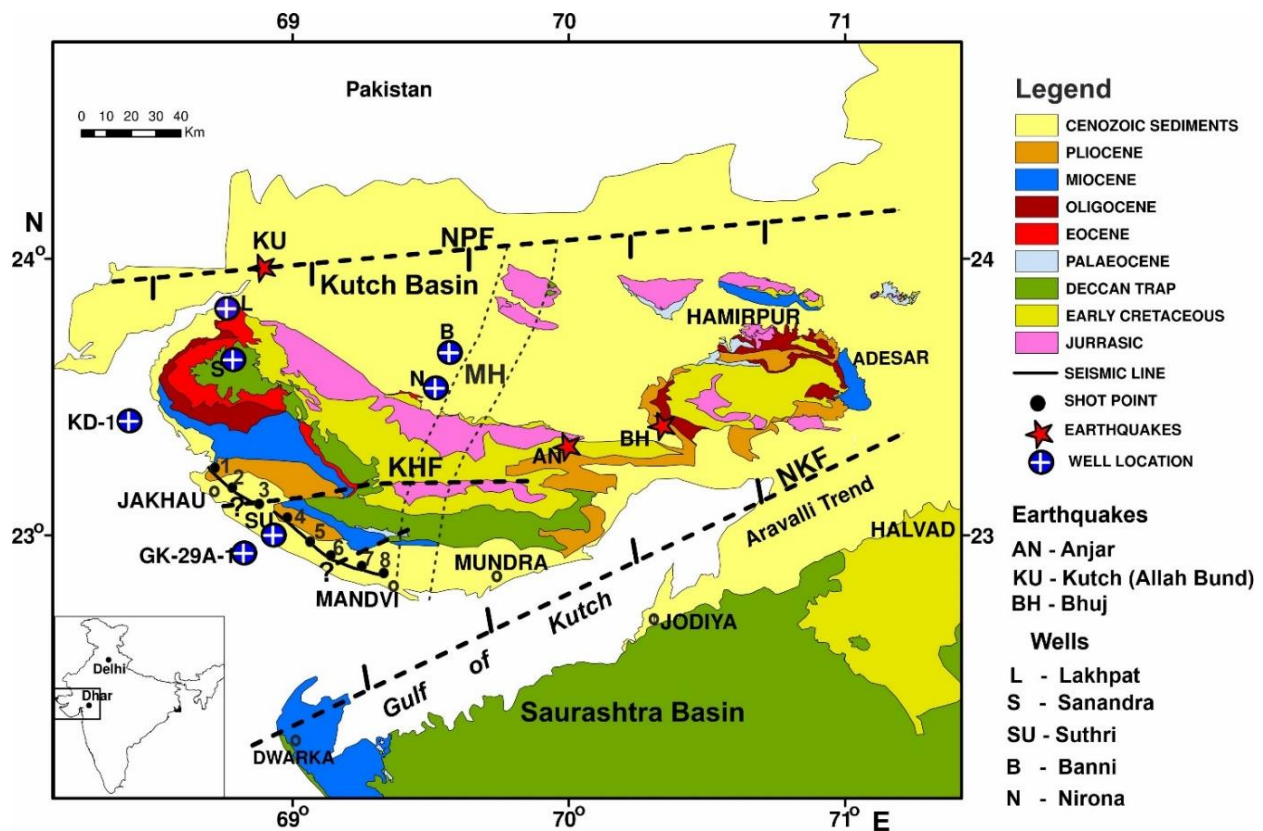 69
70
71
Pakistan
0 10 20 30 40
Km
N
24°
24
KU
NPF
Kutch Basin
L
S
B
N
MH
HAMIRPUR
ADESAR
KD-1
BH
AN
KHF
NKF
Aravalli Trend
1
2
3
4
5
6
7
8
JAKHAU
?
SU
GK-29A-1
?
MANDVI
MUNDRA
HALVAD
23°
23
Gulf of Kutch
JODIYA
Saurashtra Basin
DWARKA
Delhi
Dhar
69°
70°
71°
E
Legend
CENOZOIC SEDIMENTS
PLIOCENE
MIOCENE
OLIGOCENE
EOCENE
PALAEOCENE
DECCAN TRAP
EARLY CRETACEOUS
JURRASIC
SEISMIC LINE
SHOT POINT
EARTHQUAKES
WELL LOCATION
Earthquakes
AN - Anjar
KU - Kutch (Allah Bund)
BH - Bhuj
Wells
L - Lakhpat
S - Sanandra
SU - Suthri
B - Banni
N - Nirona